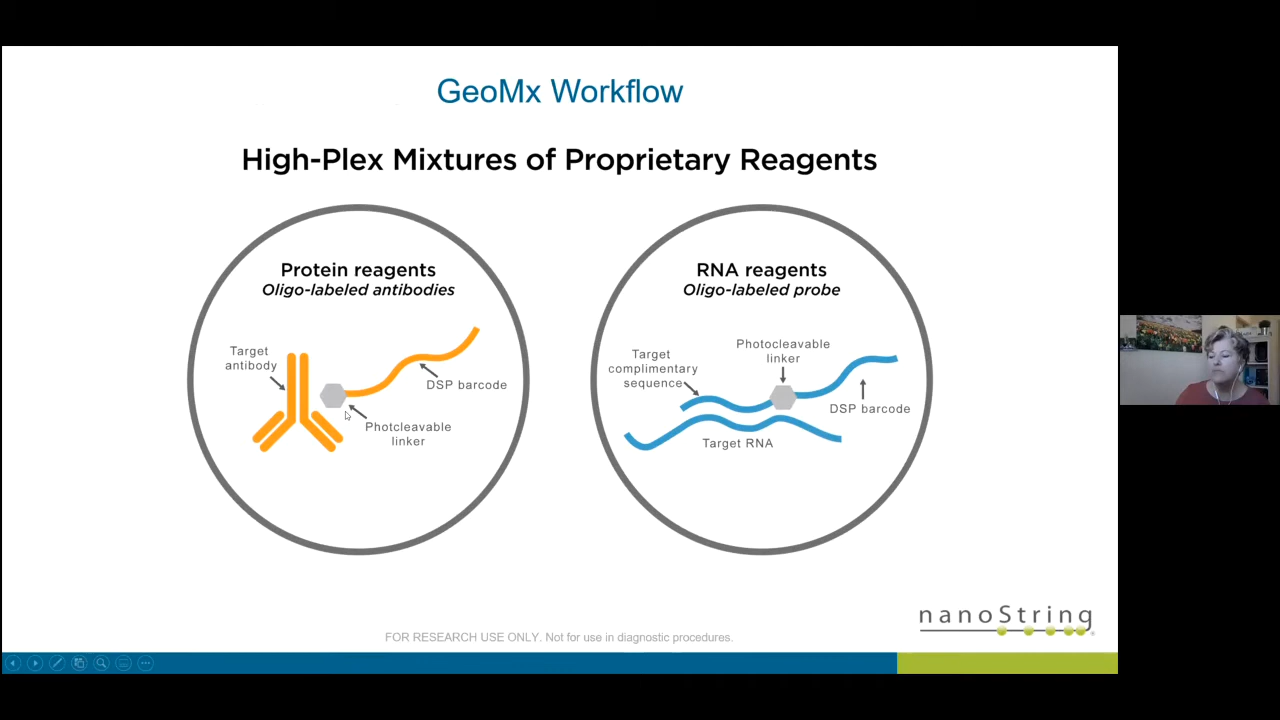 GeoMx Workflow
High-Plex Mixtures of Proprietary Reagents
Protein reagents
Oligo-labeled antibodies
Target
antibody
DSP barcode
Photcleavable
linker
RNA reagents
Oligo-labeled probe
Target
complimentary
sequence
Photocleavable
linker
DSP barcode
Target RNA
nanoString
FOR RESEARCH USE ONLY. Not for use in diagnostic procedures.